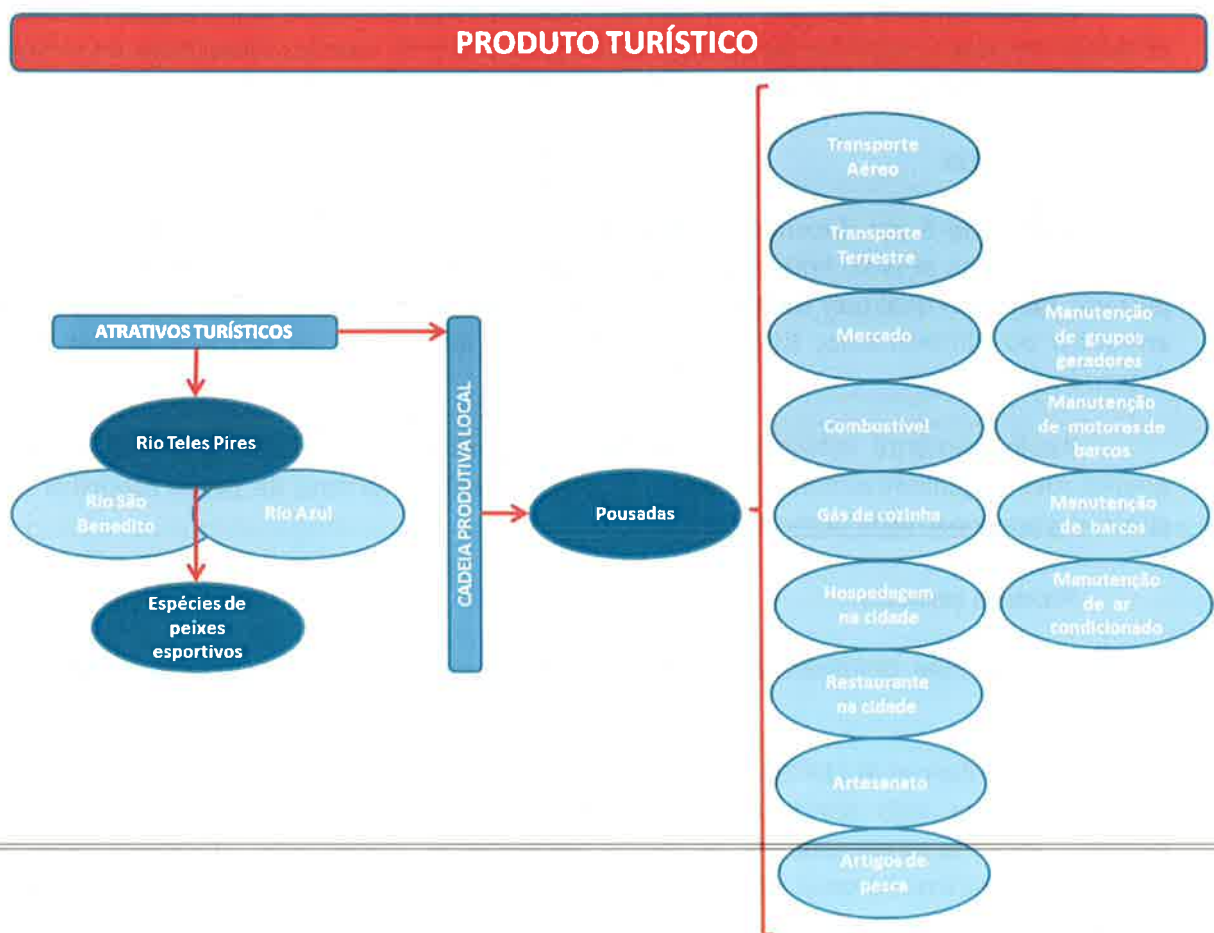 PRODUTO TURÍSTICO
ATRATIVOS TURÍSTICOS
Rio Teles Pires
Rio São
Benedito
Rio Azul
Espécies de
peixes
esportivos
CADEIA PRODUTIVA LOCAL
Pousadas
Transporte
Aéreo
Transporte
Terrestre
Mercado
Combustível
Gás de cozinha
Hospedagem
na cidade
Restaurante
na cidade
Artesanato
Artigos de
pesca
Manutenção
de grupos
geradores
Manutenção
de motores de
barcos
Manutenção
de barcos
Manutenção
de ar
condicionado